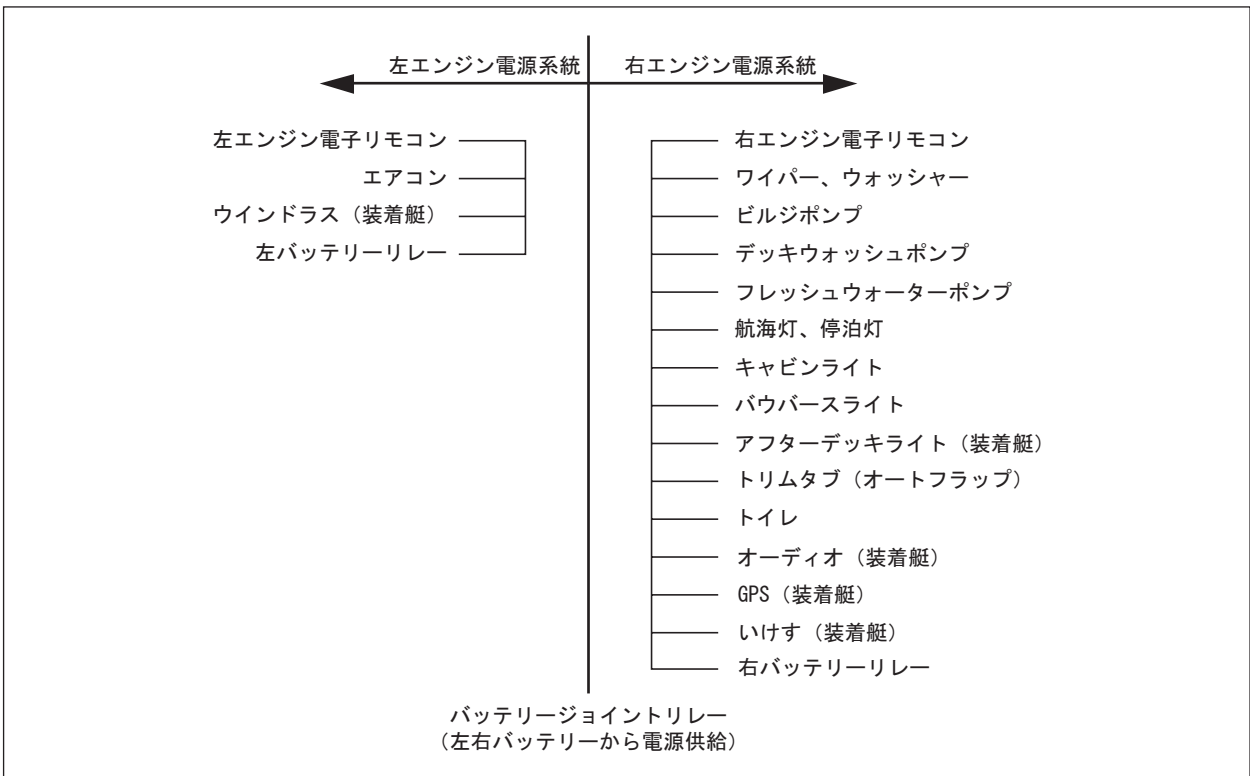 左エンジン電源系統
右エンジン電源系統
左エンジン電子リモコン
エアコン
ウインドラス（装着艇）
左バッテリーリレー
右エンジン電子リモコン
ワイパー、ウォッシャー
ビルジポンプ
デッキウォッシュポンプ
フレッシュウォーターポンプ
航海灯、停泊灯
キャビンライト
バウバースライト
アフターデッキライト（装着艇）
トリムタブ（オートフラップ）
トイレ
オーディオ（装着艇）
GPS（装着艇）
いけす（装着艇）
右バッテリーリレー
バッテリージョイントリレー
（左右バッテリーから電源供給）